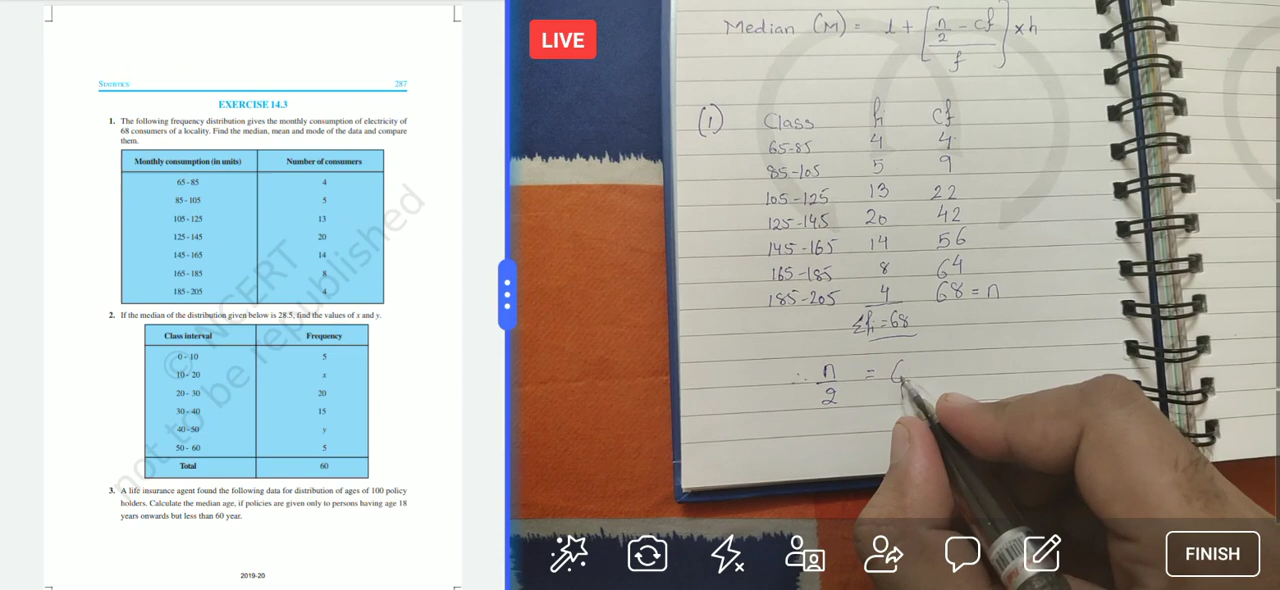 STATISTICS 287
EXERCISE 14.3
1. The following frequency distribution gives the monthly consumption of electricity of
68 consumers of a locality. Find the median, mean and mode of the data and compare
them.
Monthly consumption (in units) Number of consumers
65 - 85 4
85 - 105 5
105 - 125 13
125 - 145 20
145 - 165 14
165 - 185 8
185 - 205 4
2. If the median of the distribution given below is 28.5, find the values of x and y.
Class interval Frequency
0 - 10 5
10 - 20 x
20 - 30 20
30 - 40 15
40 - 50 y
50 - 60 5
Total 60
3. A life insurance agent found the following data for distribution of ages of 100 policy
holders. Calculate the median age, if policies are given only to persons having age 18
years onwards but less than 60 year.
© NCERT
not to be republished
2019-20
LIVE
Median (M) = l + [(n/2 - cf)/f] × h
(1) Class fi cf
65-85 4 4
85-105 5 9
105-125 13 22
125-145 20 42
145-165 14 56
165-185 8 64
185-205 4 68 = n
Σfi = 68
∴ n/2 = 6
FINISH